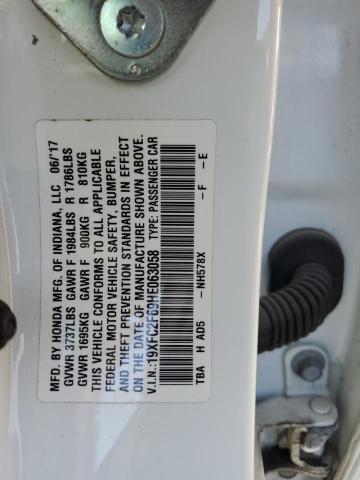 MFD. BY HONDA MFG. OF INDIANA, LLC 06/'17
GVWR 3737LBS GAWR F 1984LBS R 1786LBS
GVWR 1695KG GAWR F 900KG R 810KG
THIS VEHICLE CONFORMS TO ALL APPLICABLE
FEDERAL MOTOR VEHICLE SAFETY, BUMPER,
AND THEFT PREVENTION STANDARDS IN EFFECT
ON THE DATE OF MANUFACTURE SHOWN ABOVE.
V.I.N.: 19XFC2F69HE063058 TYPE: PASSENGER CAR
TBA H AD5 – NH578X – F – E